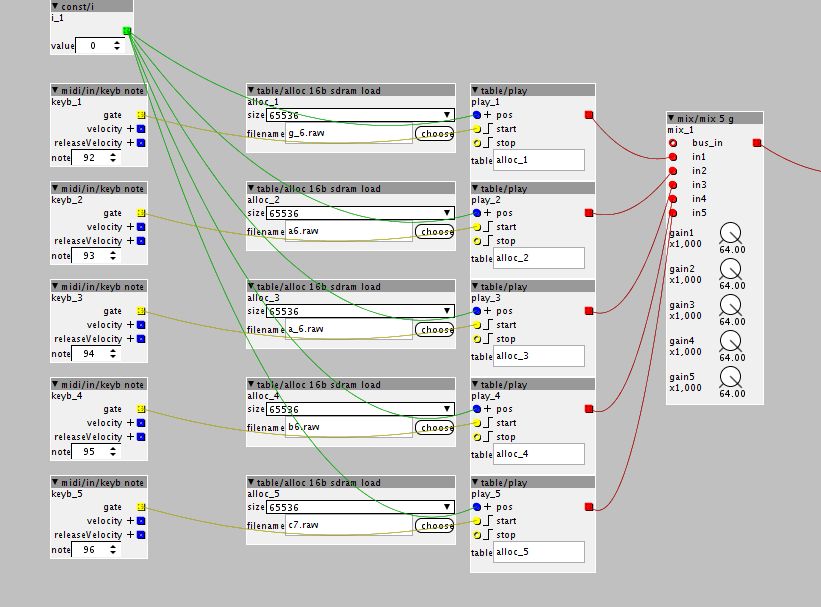 ▼ const/i
i_1
value 0
▼ midi/in/keyb note
keyb_1
gate
velocity +
releaseVelocity +
note 92
▼ table/alloc 16b sdram load
alloc_1
size 65536 ▼
filename g_6.raw choose
▼ table/play
play_1
+ pos
start
stop
table alloc_1
▼ midi/in/keyb note
keyb_2
gate
velocity +
releaseVelocity +
note 93
▼ table/alloc 16b sdram load
alloc_2
size 65536 ▼
filename a6.raw choose
▼ table/play
play_2
+ pos
start
stop
table alloc_2
▼ midi/in/keyb note
keyb_3
gate
velocity +
releaseVelocity +
note 94
▼ table/alloc 16b sdram load
alloc_3
size 65536 ▼
filename a_6.raw choose
▼ table/play
play_3
+ pos
start
stop
table alloc_3
▼ midi/in/keyb note
keyb_4
gate
velocity +
releaseVelocity +
note 95
▼ table/alloc 16b sdram load
alloc_4
size 65536 ▼
filename b6.raw choose
▼ table/play
play_4
+ pos
start
stop
table alloc_4
▼ midi/in/keyb note
keyb_5
gate
velocity +
releaseVelocity +
note 96
▼ table/alloc 16b sdram load
alloc_5
size 65536 ▼
filename c7.raw choose
▼ table/play
play_5
+ pos
start
stop
table alloc_5
▼ mix/mix 5 g
mix_1
bus_in
in1
in2
in3
in4
in5
gain1
x1,000
64.00
gain2
x1,000
64.00
gain3
x1,000
64.00
gain4
x1,000
64.00
gain5
x1,000
64.00